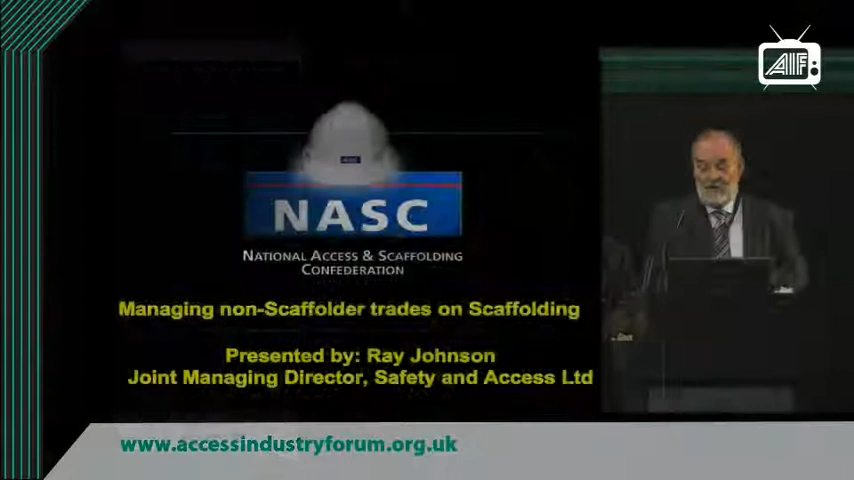 AIF
NASC
National Access & Scaffolding
Confederation
Managing non-Scaffolder trades on Scaffolding
Presented by: Ray Johnson
Joint Managing Director, Safety and Access Ltd
www.accessindustryforum.org.uk